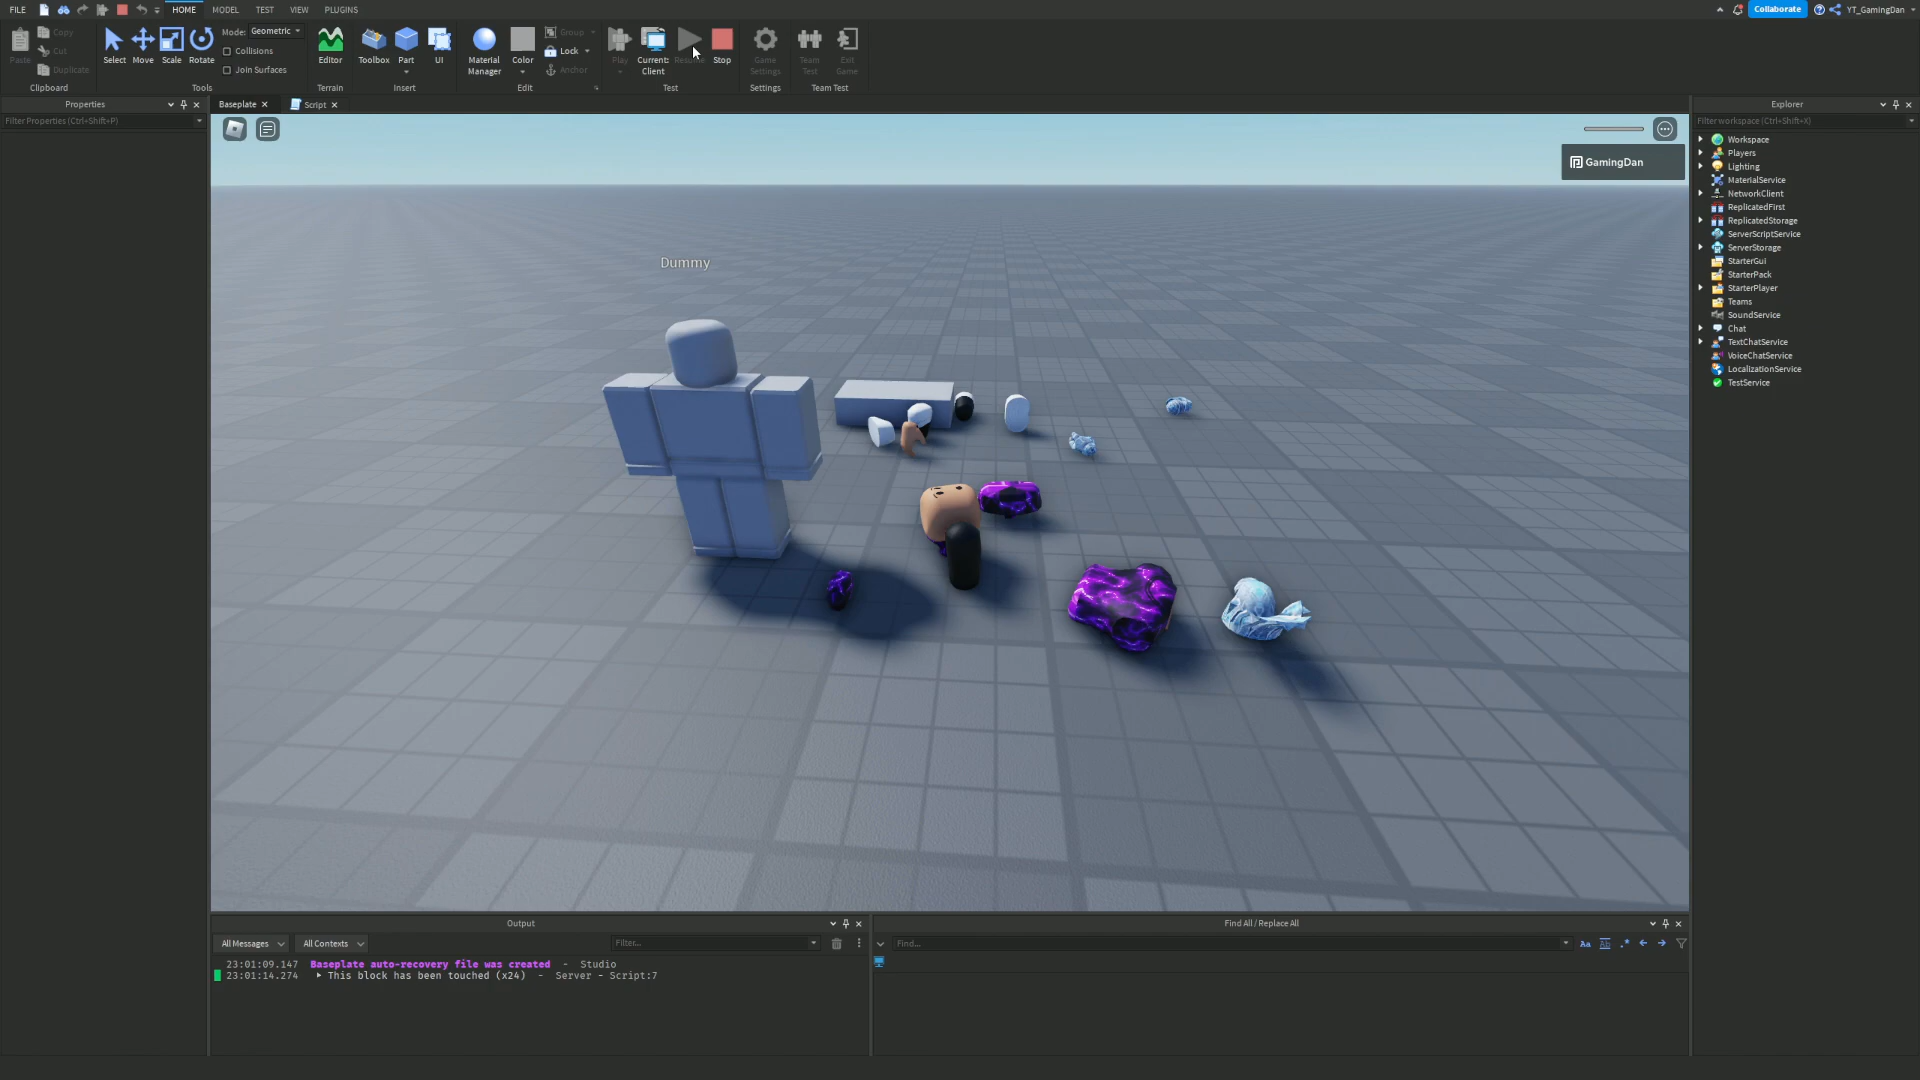 FILE
HOME
MODEL
TEST
VIEW
PLUGINS
Collaborate
YT_GamingDan
Paste
Copy
Cut
Duplicate
Clipboard
Select
Move
Scale
Rotate
Mode: Geometric
Collisions
Join Surfaces
Tools
Editor
Terrain
Toolbox
Part
UI
Insert
Material Manager
Color
Group
Lock
Anchor
Edit
Play
Current: Client
Resume
Stop
Test
Game Settings
Settings
Team Test
Exit Game
Team Test
Properties
Filter Properties (Ctrl+Shift+P)
Baseplate
Script
Dummy
GamingDan
Explorer
Filter workspace (Ctrl+Shift+X)
Workspace
Players
Lighting
MaterialService
NetworkClient
ReplicatedFirst
ReplicatedStorage
ServerScriptService
ServerStorage
StarterGui
StarterPack
StarterPlayer
Teams
SoundService
Chat
TextChatService
VoiceChatService
LocalizationService
TestService
Output
All Messages
All Contexts
Filter...
23:01:09.147 Baseplate auto-recovery file was created - Studio
23:01:14.274 This block has been touched (x24) - Server - Script:7
Find All / Replace All
Find...
Aa
Ab